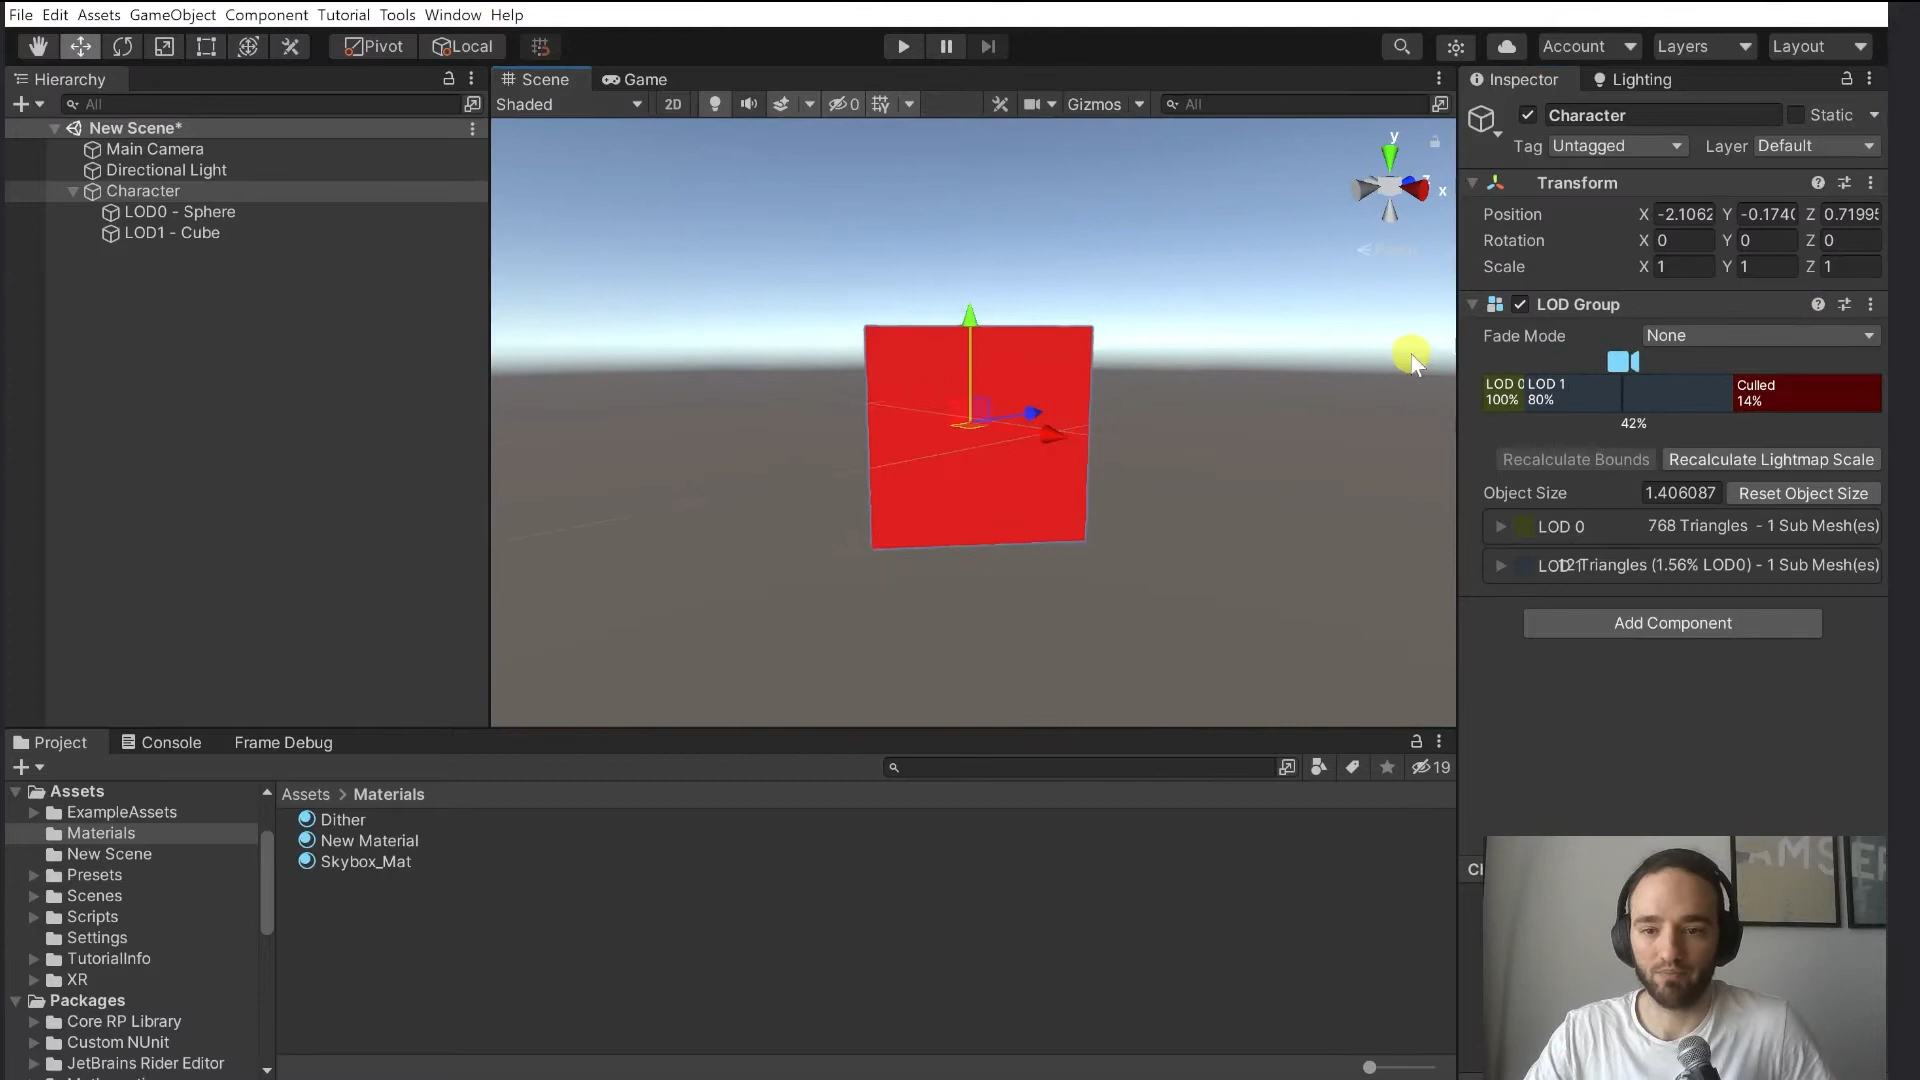 File Edit Assets GameObject Component Tutorial Tools Window Help
Pivot Local Account Layers Layout
Hierarchy
All
New Scene*
Main Camera
Directional Light
Character
LOD0 - Sphere
LOD1 - Cube
Scene Game
Shaded 2D 0 Gizmos All
y
x
Inspector Lighting
Character Static
Tag Untagged Layer Default
Transform
Position X -2.1062 Y -0.1740 Z 0.71995
Rotation X 0 Y 0 Z 0
Scale X 1 Y 1 Z 1
LOD Group
Fade Mode None
LOD 0 LOD 1 Culled
100% 80% 14%
42%
Recalculate Bounds Recalculate Lightmap Scale
Object Size 1.406087 Reset Object Size
LOD 0 768 Triangles - 1 Sub Mesh(es)
LOD 1 12 Triangles (1.56% LOD0) - 1 Sub Mesh(es)
Add Component
Project Console Frame Debug
19
Assets
ExampleAssets
Materials
New Scene
Presets
Scenes
Scripts
Settings
TutorialInfo
XR
Packages
Core RP Library
Custom NUnit
JetBrains Rider Editor
Assets > Materials
Dither
New Material
Skybox_Mat